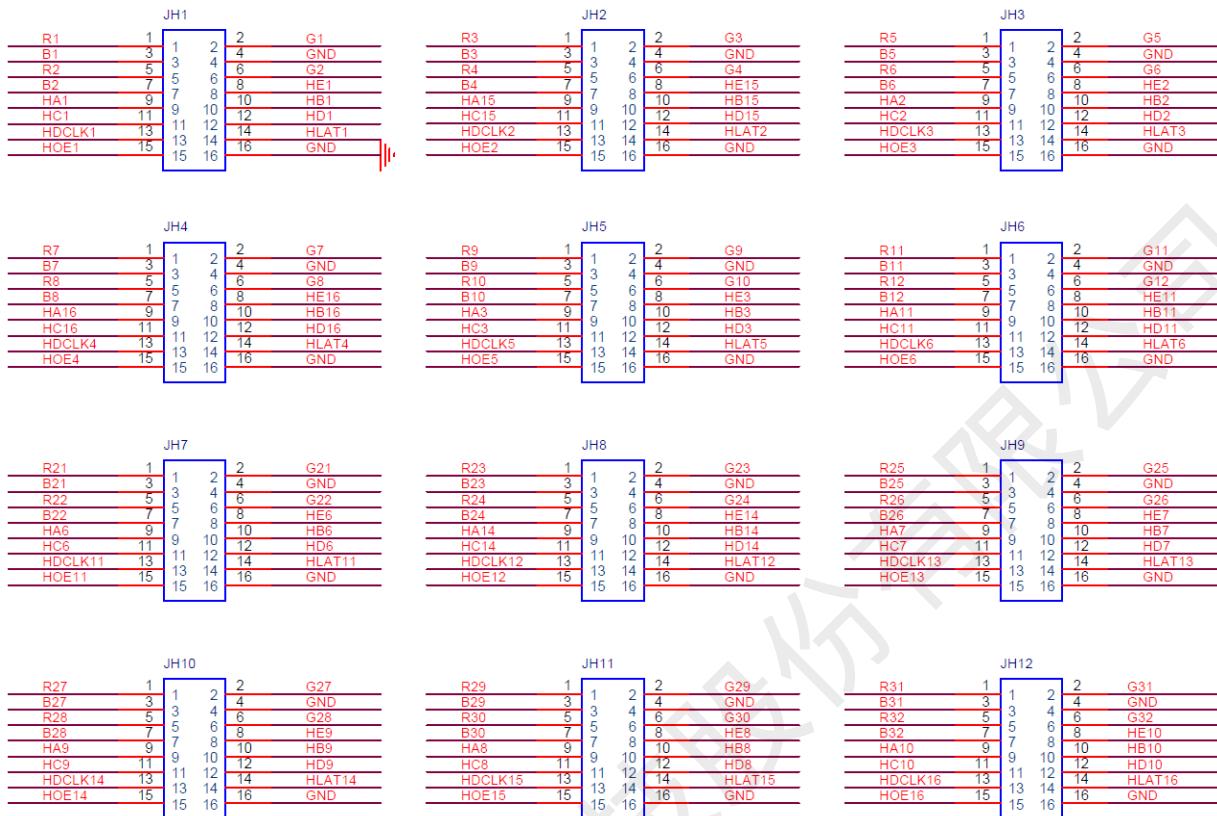 JH1 JH2 JH3
R1 1 1 2 2 G1 R3 1 1 2 2 G3 R5 1 1 2 2 G5
B1 3 3 4 4 GND B3 3 3 4 4 GND B5 3 3 4 4 GND
R2 5 5 6 6 G2 R4 5 5 6 6 G4 R6 5 5 6 6 G6
B2 7 7 8 8 HE1 B4 7 7 8 8 HE15 B6 7 7 8 8 HE2
HA1 9 9 10 10 HB1 HA15 9 9 10 10 HB15 HA2 9 9 10 10 HB2
HC1 11 11 12 12 HD1 HC15 11 11 12 12 HD15 HC2 11 11 12 12 HD2
HDCLK1 13 13 14 14 HLAT1 HDCLK2 13 13 14 14 HLAT2 HDCLK3 13 13 14 14 HLAT3
HOE1 15 15 16 16 GND HOE2 15 15 16 16 GND HOE3 15 15 16 16 GND
JH4 JH5 JH6
R7 1 1 2 2 G7 R9 1 1 2 2 G9 R11 1 1 2 2 G11
B7 3 3 4 4 GND B9 3 3 4 4 GND B11 3 3 4 4 GND
R8 5 5 6 6 G8 R10 5 5 6 6 G10 R12 5 5 6 6 G12
B8 7 7 8 8 HE16 B10 7 7 8 8 HE3 B12 7 7 8 8 HE11
HA16 9 9 10 10 HB16 HA3 9 9 10 10 HB3 HA11 9 9 10 10 HB11
HC16 11 11 12 12 HD16 HC3 11 11 12 12 HD3 HC11 11 11 12 12 HD11
HDCLK4 13 13 14 14 HLAT4 HDCLK5 13 13 14 14 HLAT5 HDCLK6 13 13 14 14 HLAT6
HOE4 15 15 16 16 GND HOE5 15 15 16 16 GND HOE6 15 15 16 16 GND
JH7 JH8 JH9
R21 1 1 2 2 G21 R23 1 1 2 2 G23 R25 1 1 2 2 G25
B21 3 3 4 4 GND B23 3 3 4 4 GND B25 3 3 4 4 GND
R22 5 5 6 6 G22 R24 5 5 6 6 G24 R26 5 5 6 6 G26
B22 7 7 8 8 HE6 B24 7 7 8 8 HE14 B26 7 7 8 8 HE7
HA6 9 9 10 10 HB6 HA14 9 9 10 10 HB14 HA7 9 9 10 10 HB7
HC6 11 11 12 12 HD6 HC14 11 11 12 12 HD14 HC7 11 11 12 12 HD7
HDCLK11 13 13 14 14 HLAT11 HDCLK12 13 13 14 14 HLAT12 HDCLK13 13 13 14 14 HLAT13
HOE11 15 15 16 16 GND HOE12 15 15 16 16 GND HOE13 15 15 16 16 GND
JH10 JH11 JH12
R27 1 1 2 2 G27 R29 1 1 2 2 G29 R31 1 1 2 2 G31
B27 3 3 4 4 GND B29 3 3 4 4 GND B31 3 3 4 4 GND
R28 5 5 6 6 G28 R30 5 5 6 6 G30 R32 5 5 6 6 G32
B28 7 7 8 8 HE9 B30 7 7 8 8 HE8 B32 7 7 8 8 HE10
HA9 9 9 10 10 HB9 HA8 9 9 10 10 HB8 HA10 9 9 10 10 HB10
HC9 11 11 12 12 HD9 HC8 11 11 12 12 HD8 HC10 11 11 12 12 HD10
HDCLK14 13 13 14 14 HLAT14 HDCLK15 13 13 14 14 HLAT15 HDCLK16 13 13 14 14 HLAT16
HOE14 15 15 16 16 GND HOE15 15 15 16 16 GND HOE16 15 15 16 16 GND
股份有限公司